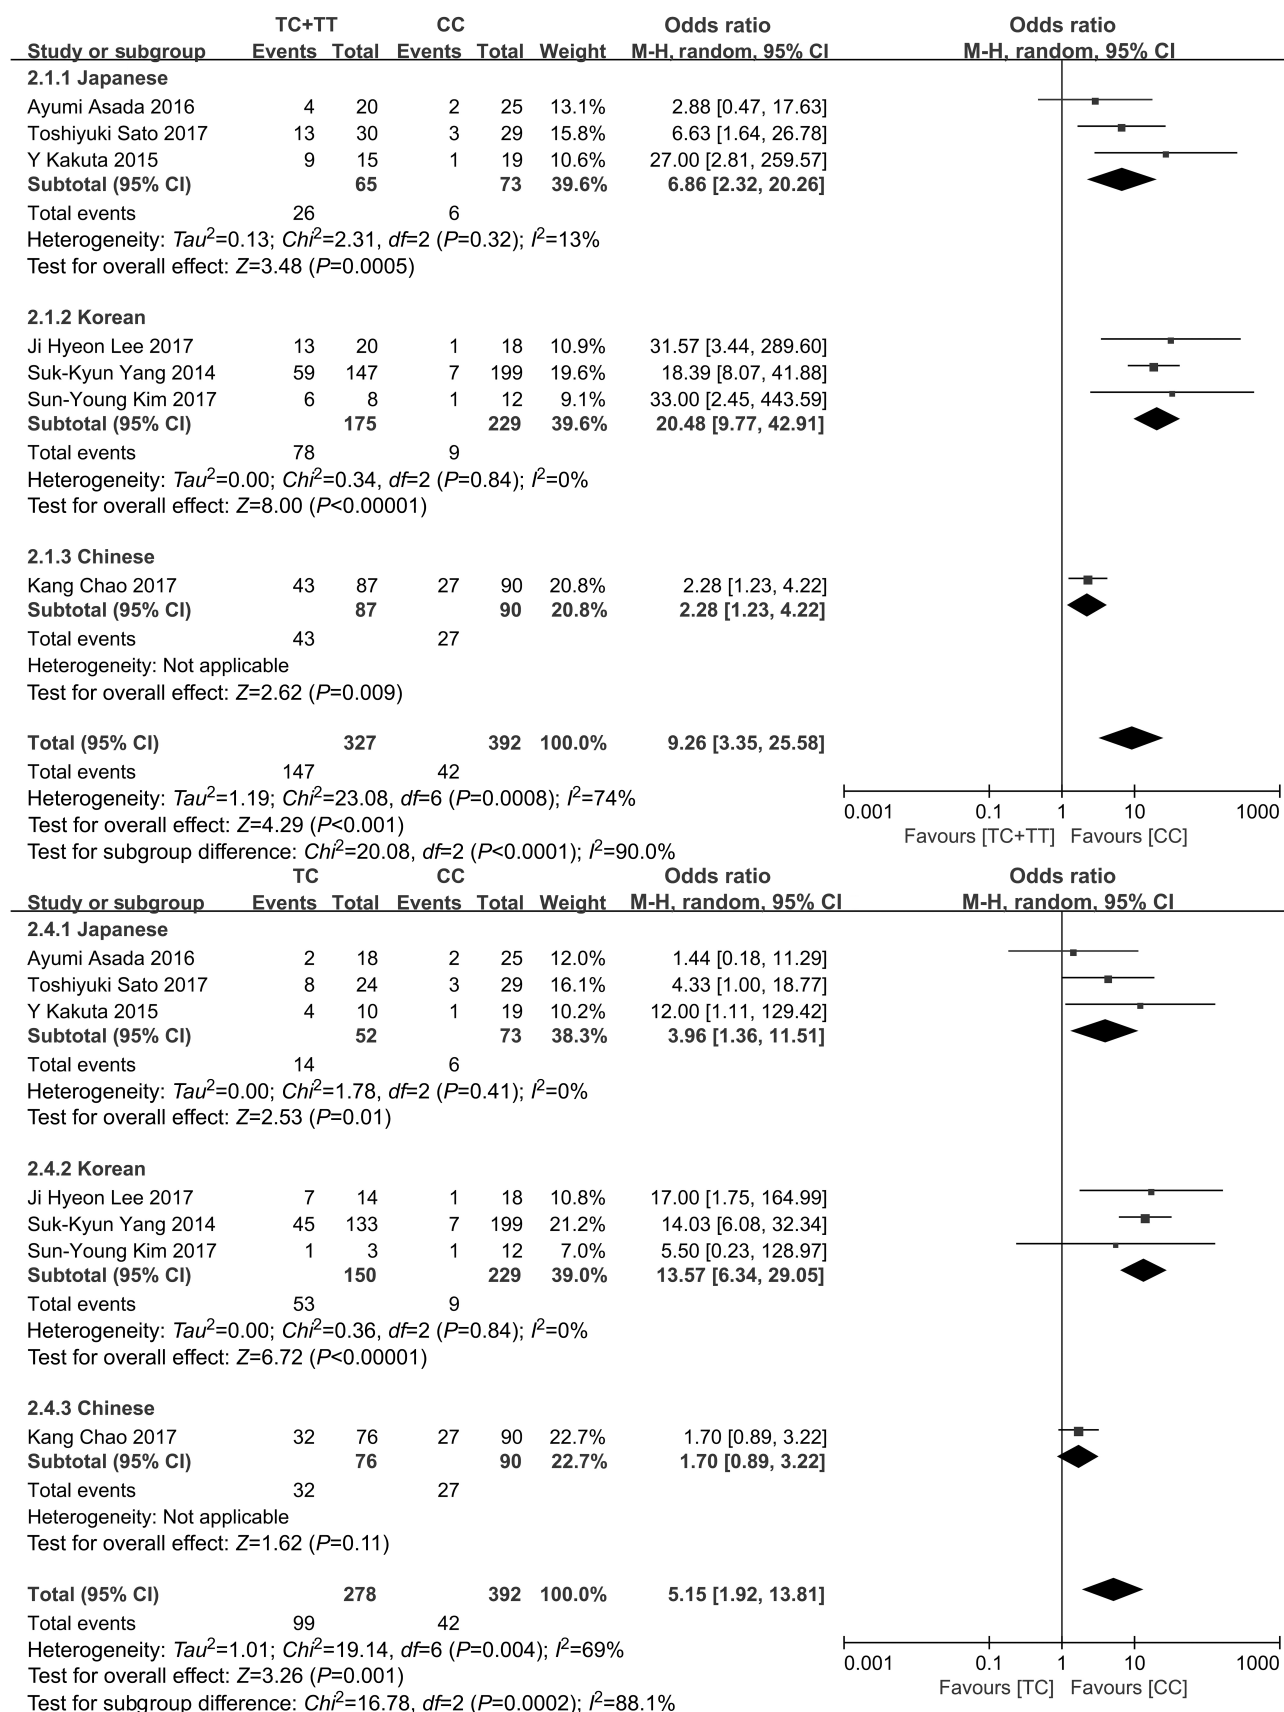 TC+TT CC Odds ratio Odds ratio
Study or subgroup Events Total Events Total Weight M-H, random, 95% CI M-H, random, 95% CI
2.1.1 Japanese
Ayumi Asada 2016 4 20 2 25 13.1% 2.88 [0.47, 17.63]
Toshiyuki Sato 2017 13 30 3 29 15.8% 6.63 [1.64, 26.78]
Y Kakuta 2015 9 15 1 19 10.6% 27.00 [2.81, 259.57]
Subtotal (95% CI) 65 73 39.6% 6.86 [2.32, 20.26]
Total events 26 6
Heterogeneity: Tau²=0.13; Chi²=2.31, df=2 (P=0.32); I²=13%
Test for overall effect: Z=3.48 (P=0.0005)
2.1.2 Korean
Ji Hyeon Lee 2017 13 20 1 18 10.9% 31.57 [3.44, 289.60]
Suk-Kyun Yang 2014 59 147 7 199 19.6% 18.39 [8.07, 41.88]
Sun-Young Kim 2017 6 8 1 12 9.1% 33.00 [2.45, 443.59]
Subtotal (95% CI) 175 229 39.6% 20.48 [9.77, 42.91]
Total events 78 9
Heterogeneity: Tau²=0.00; Chi²=0.34, df=2 (P=0.84); I²=0%
Test for overall effect: Z=8.00 (P<0.00001)
2.1.3 Chinese
Kang Chao 2017 43 87 27 90 20.8% 2.28 [1.23, 4.22]
Subtotal (95% CI) 87 90 20.8% 2.28 [1.23, 4.22]
Total events 43 27
Heterogeneity: Not applicable
Test for overall effect: Z=2.62 (P=0.009)
Total (95% CI) 327 392 100.0% 9.26 [3.35, 25.58]
Total events 147 42
Heterogeneity: Tau²=1.19; Chi²=23.08, df=6 (P=0.0008); I²=74%
Test for overall effect: Z=4.29 (P<0.001)
Test for subgroup difference: Chi²=20.08, df=2 (P<0.0001); I²=90.0%
0.001 0.1 1 10 1000
Favours [TC+TT] Favours [CC]
TC CC Odds ratio Odds ratio
Study or subgroup Events Total Events Total Weight M-H, random, 95% CI M-H, random, 95% CI
2.4.1 Japanese
Ayumi Asada 2016 2 18 2 25 12.0% 1.44 [0.18, 11.29]
Toshiyuki Sato 2017 8 24 3 29 16.1% 4.33 [1.00, 18.77]
Y Kakuta 2015 4 10 1 19 10.2% 12.00 [1.11, 129.42]
Subtotal (95% CI) 52 73 38.3% 3.96 [1.36, 11.51]
Total events 14 6
Heterogeneity: Tau²=0.00; Chi²=1.78, df=2 (P=0.41); I²=0%
Test for overall effect: Z=2.53 (P=0.01)
2.4.2 Korean
Ji Hyeon Lee 2017 7 14 1 18 10.8% 17.00 [1.75, 164.99]
Suk-Kyun Yang 2014 45 133 7 199 21.2% 14.03 [6.08, 32.34]
Sun-Young Kim 2017 1 3 1 12 7.0% 5.50 [0.23, 128.97]
Subtotal (95% CI) 150 229 39.0% 13.57 [6.34, 29.05]
Total events 53 9
Heterogeneity: Tau²=0.00; Chi²=0.36, df=2 (P=0.84); I²=0%
Test for overall effect: Z=6.72 (P<0.00001)
2.4.3 Chinese
Kang Chao 2017 32 76 27 90 22.7% 1.70 [0.89, 3.22]
Subtotal (95% CI) 76 90 22.7% 1.70 [0.89, 3.22]
Total events 32 27
Heterogeneity: Not applicable
Test for overall effect: Z=1.62 (P=0.11)
Total (95% CI) 278 392 100.0% 5.15 [1.92, 13.81]
Total events 99 42
Heterogeneity: Tau²=1.01; Chi²=19.14, df=6 (P=0.004); I²=69%
Test for overall effect: Z=3.26 (P=0.001)
Test for subgroup difference: Chi²=16.78, df=2 (P=0.0002); I²=88.1%
0.001 0.1 1 10 1000
Favours [TC] Favours [CC]